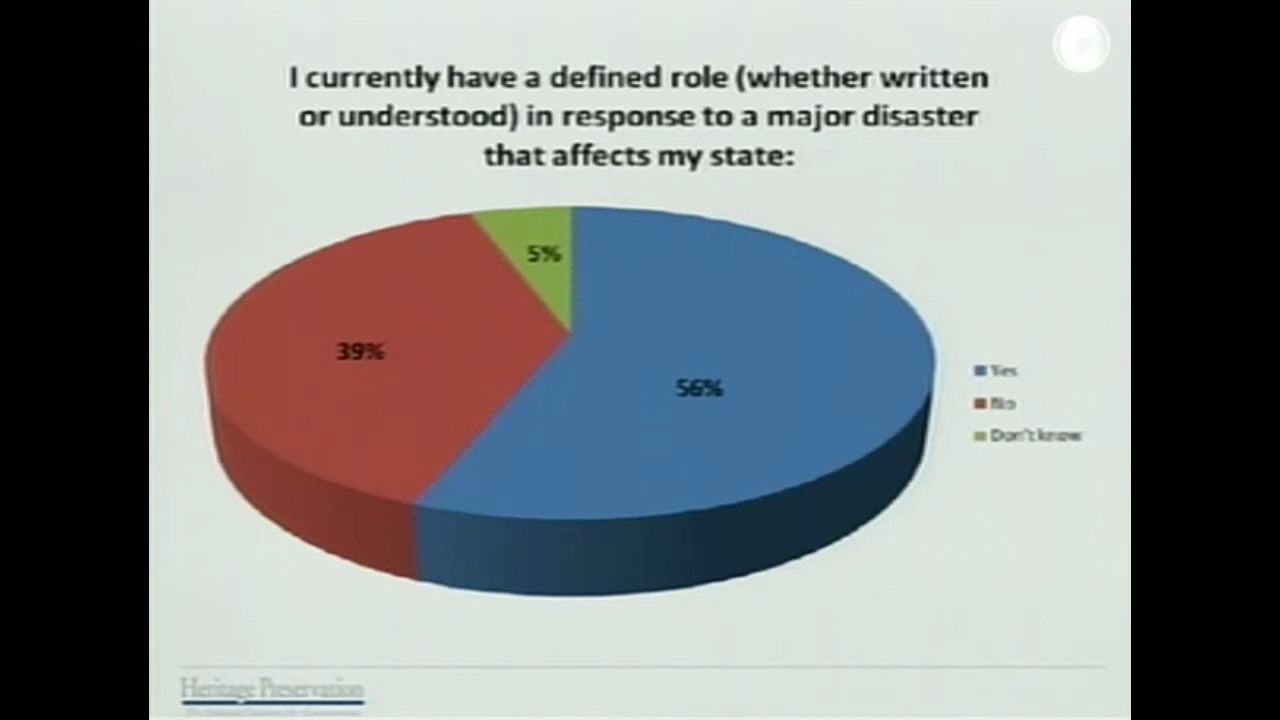 I currently have a defined role (whether written
or understood) in response to a major disaster
that affects my state:
5%
39%
56%
Yes
No
Don't know
Heritage Preservation